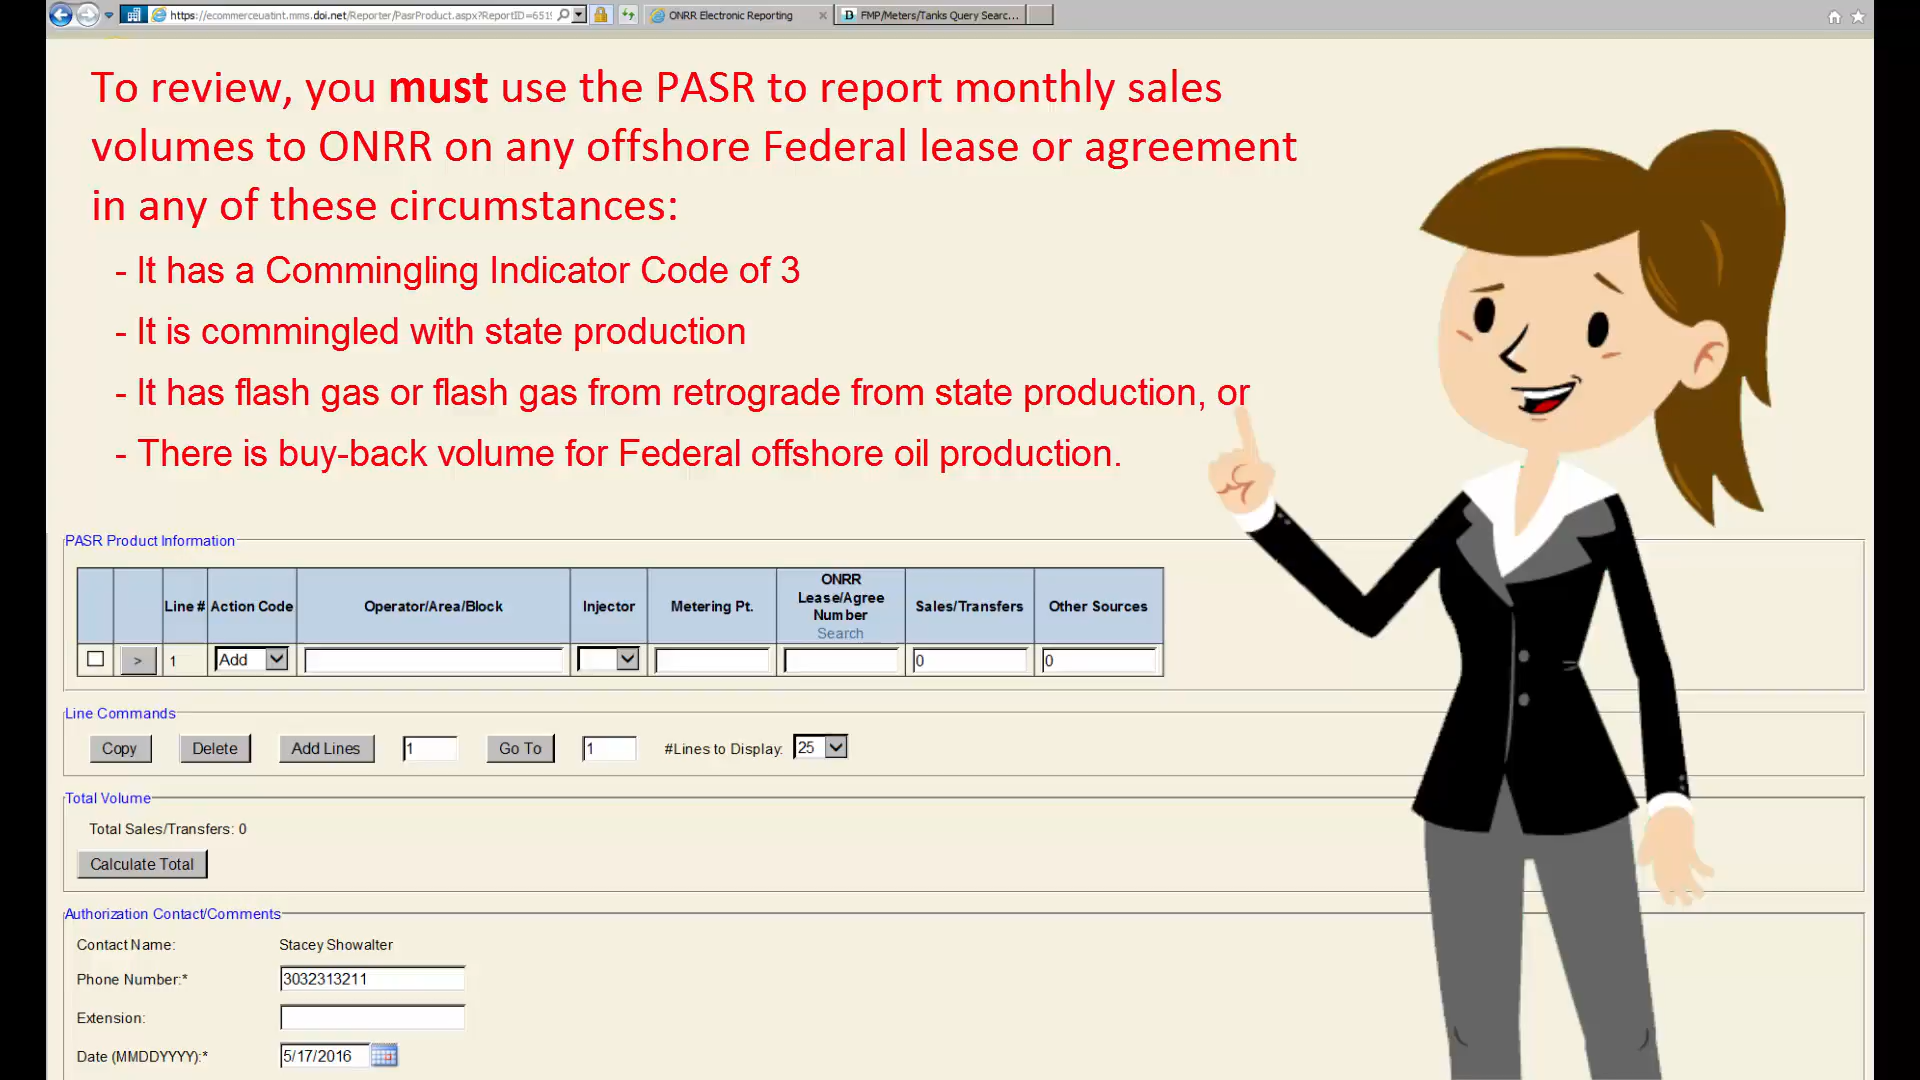 https://ecommerceuatint.mms.doi.net/Reporter/PasrProduct.aspx?ReportID=651
ONRR Electronic Reporting
FMP/Meters/Tanks Query Searc...
To review, you must use the PASR to report monthly sales
volumes to ONRR on any offshore Federal lease or agreement
in any of these circumstances:
- It has a Commingling Indicator Code of 3
- It is commingled with state production
- It has flash gas or flash gas from retrograde from state production, or
- There is buy-back volume for Federal offshore oil production.
PASR Product Information
Line # Action Code Operator/Area/Block Injector Metering Pt. ONRR Lease/Agree Number Search Sales/Transfers Other Sources
> 1 Add 0 0
Line Commands
Copy Delete Add Lines 1 Go To 1 #Lines to Display: 25
Total Volume
Total Sales/Transfers: 0
Calculate Total
Authorization Contact/Comments
Contact Name: Stacey Showalter
Phone Number:* 3032313211
Extension:
Date (MMDDYYYY):* 5/17/2016